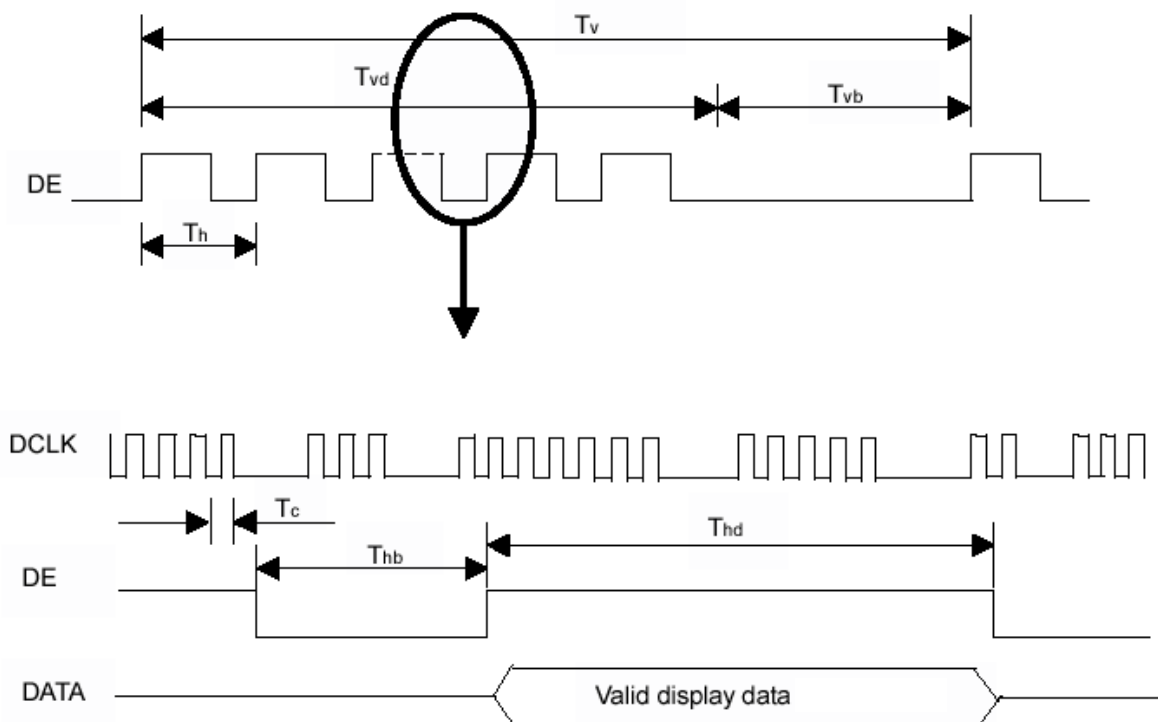 Tv
Tvd
Tvb
DE
Th
DCLK
Tc
Thd
Thb
DE
DATA
Valid display data